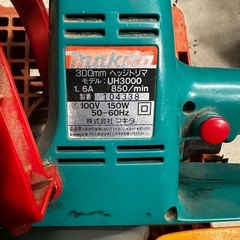 makita
300mm ヘッジトリマ
モデル UH3000
1.6A 850/min
製番 104338
100V 150W
50-60Hz
株式会社 マキタ